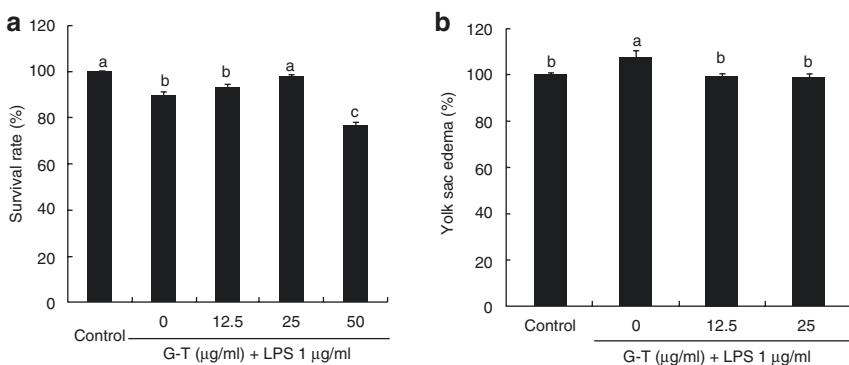 a
Survival rate (%)
120
100
80
60
40
20
0
a
b
b
a
c
Control
0
12.5
25
50
G-T (µg/ml) + LPS 1 µg/ml
b
Yolk sac edema (%)
120
100
80
60
40
20
0
b
a
b
b
Control
0
12.5
25
G-T (µg/ml) + LPS 1 µg/ml